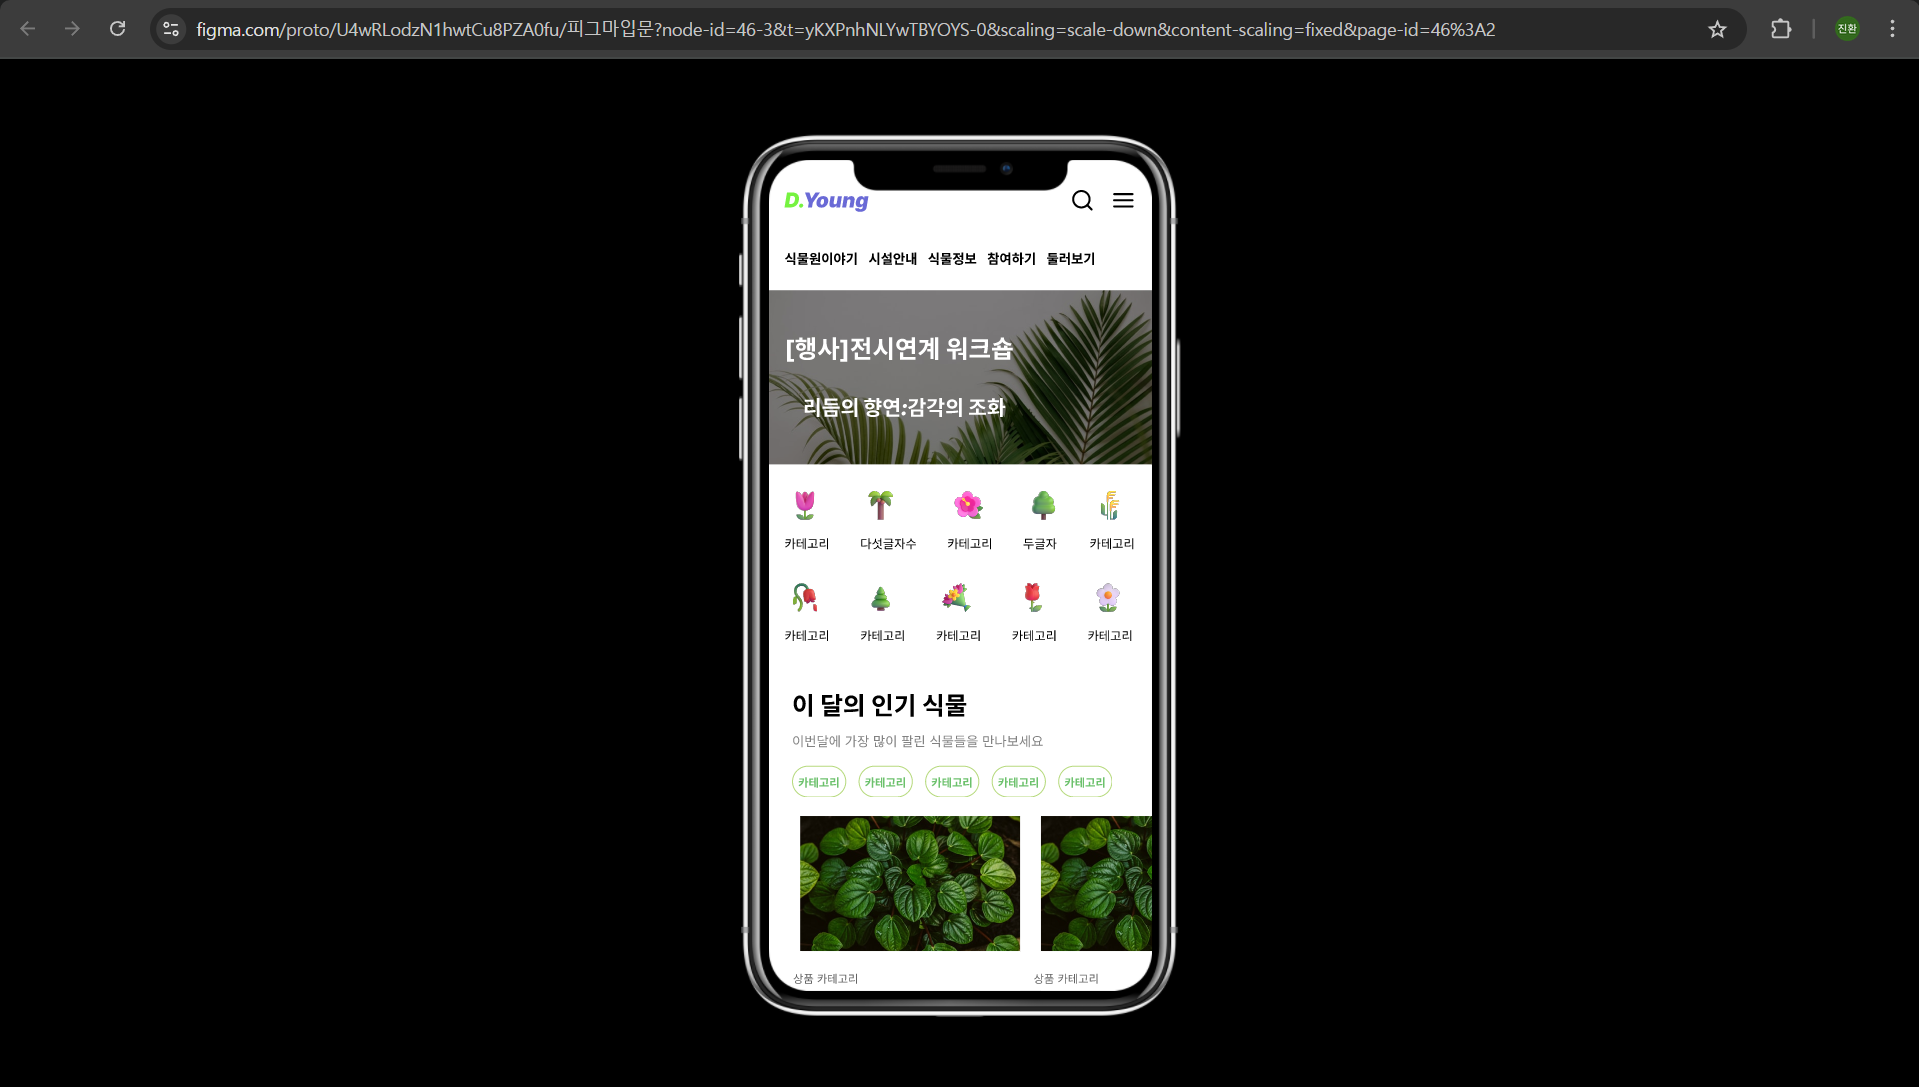 figma.com/proto/U4wRLodzN1hwtCu8PZA0fu/피그마입문?node-id=46-3&t=yKXPnhNLYwTBYOYS-0&scaling=scale-down&content-scaling=fixed&page-id=46%3A2
진환
D.Young
식물원이야기 시설안내 식물정보 참여하기 둘러보기
[행사]전시연계 워크숍
리듬의 향연:감각의 조화
카테고리 다섯글자수 카테고리 두글자 카테고리
카테고리 카테고리 카테고리 카테고리 카테고리
이 달의 인기 식물
이번달에 가장 많이 팔린 식물들을 만나보세요
카테고리 카테고리 카테고리 카테고리 카테고리
상품 카테고리 상품 카테고리